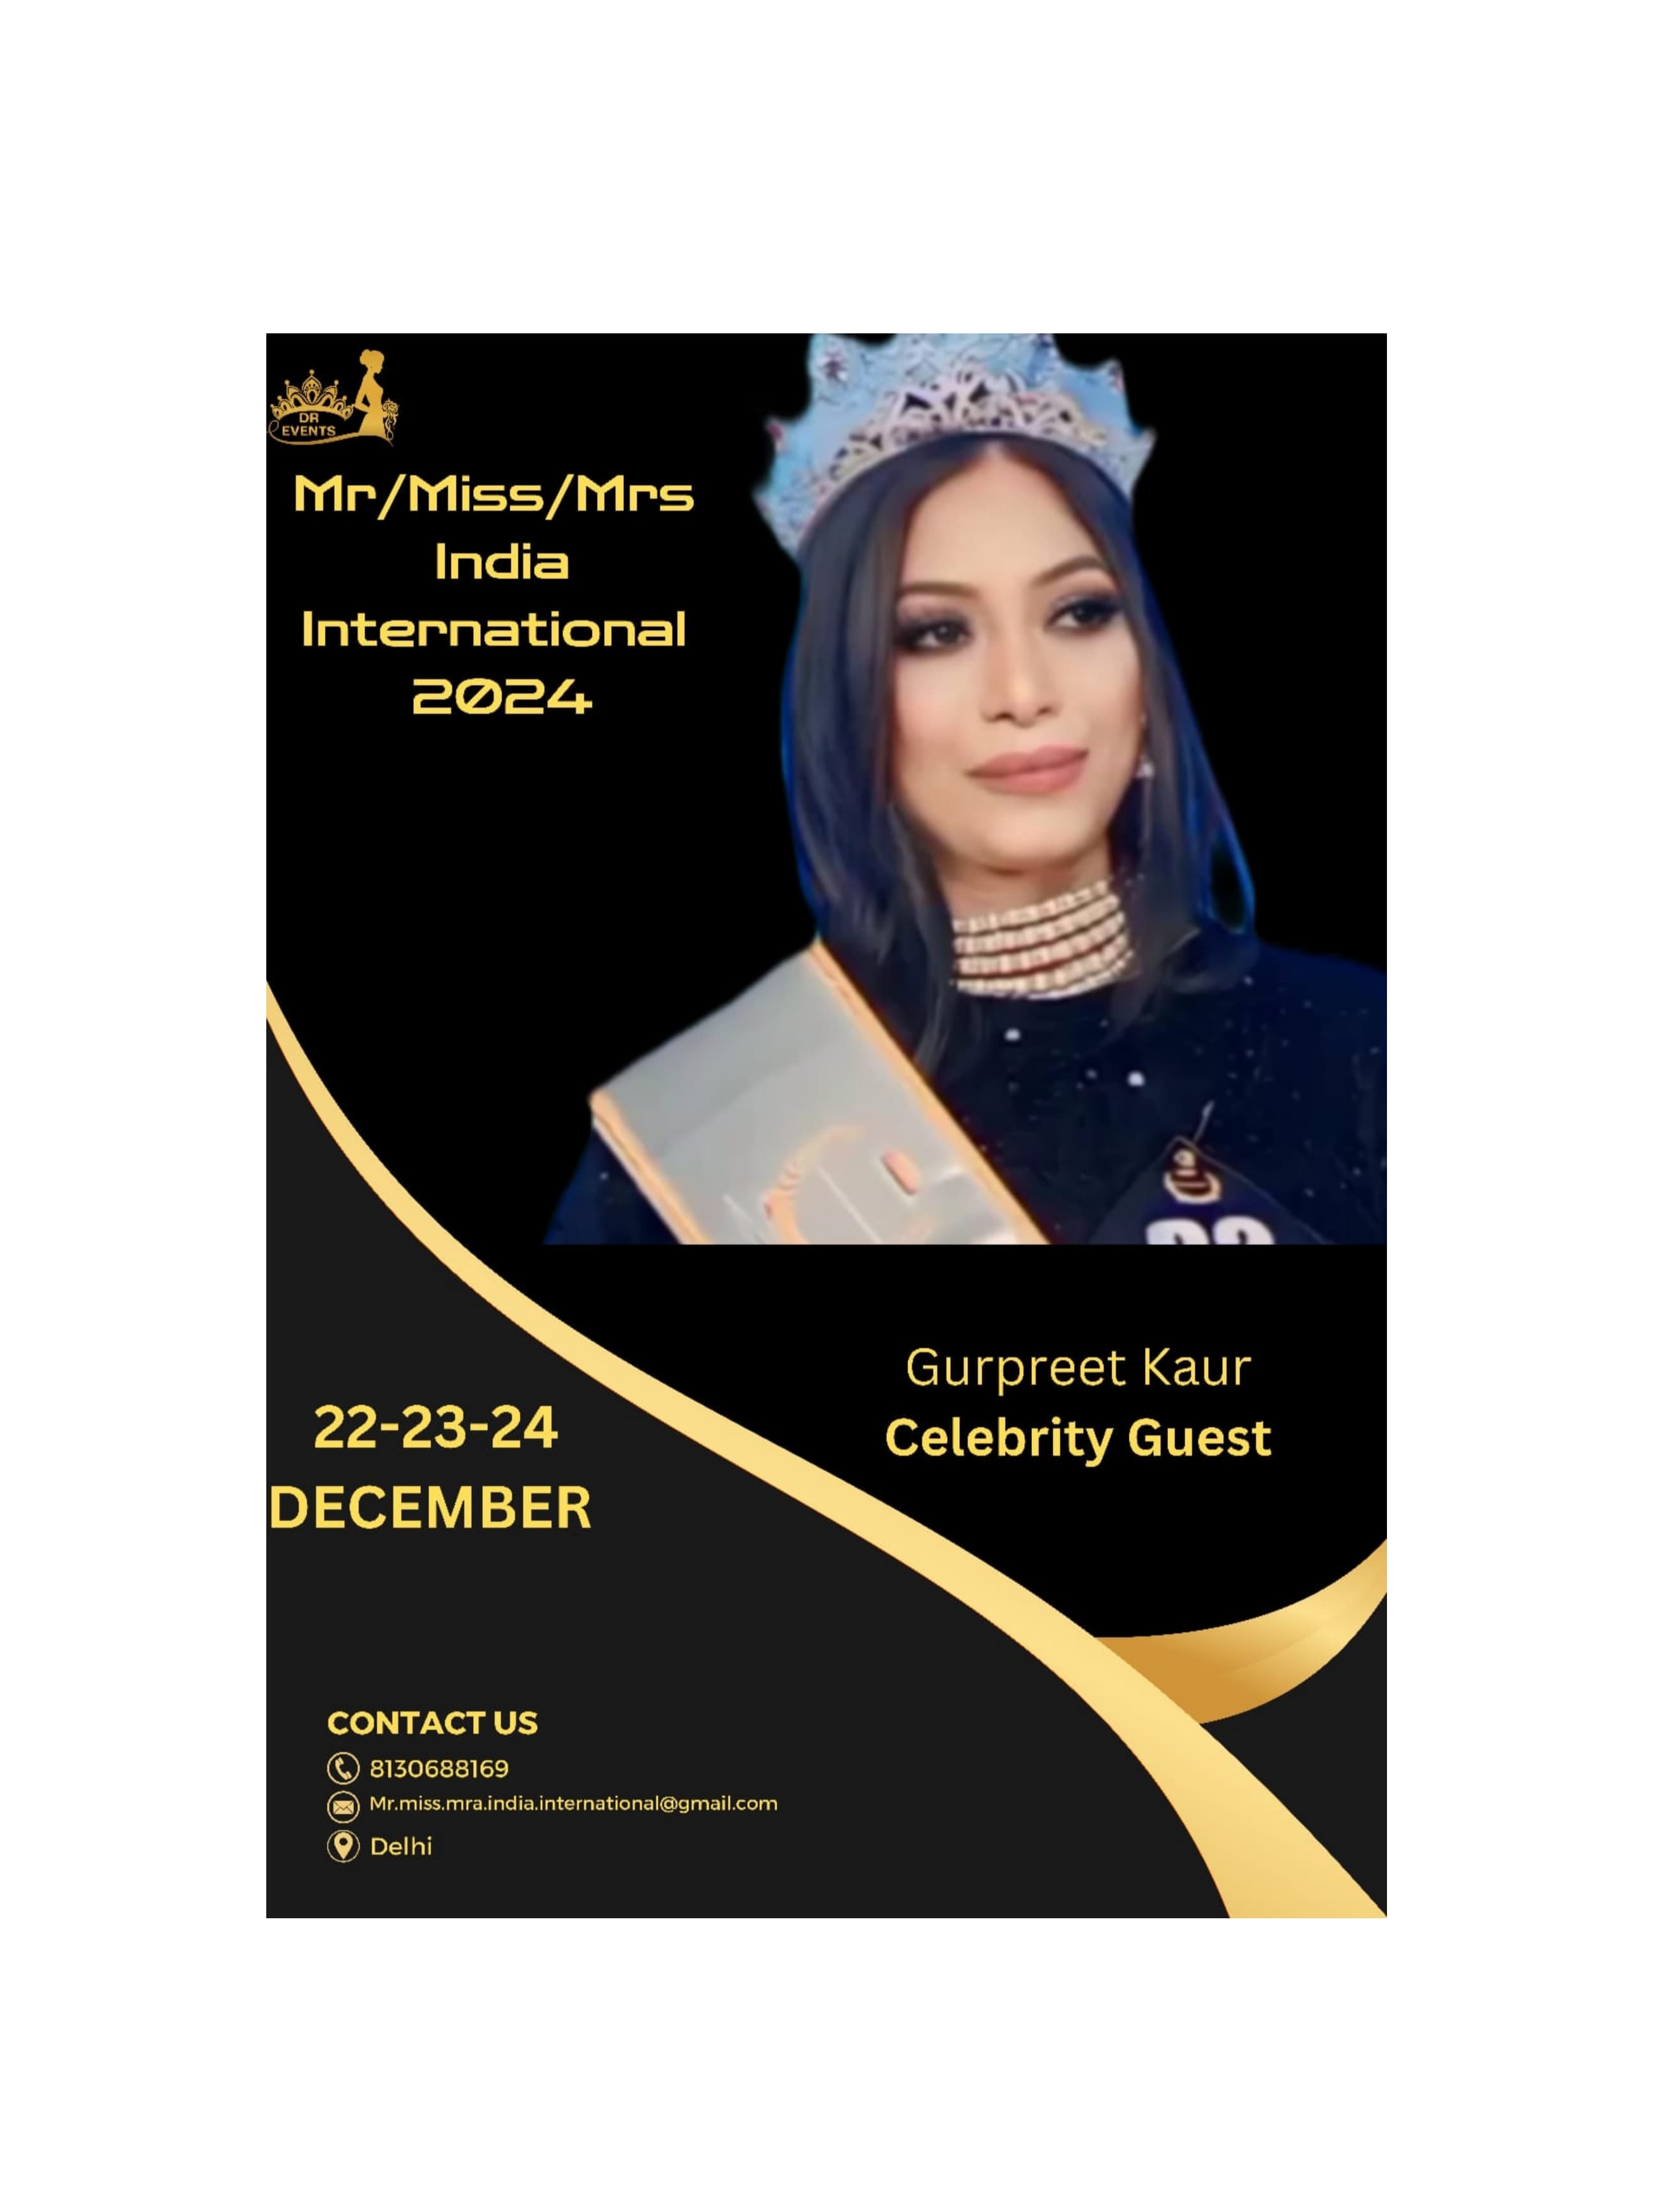 DR
EVENTS
Mr/Miss/Mrs
India
International
2024
Gurpreet Kaur
Celebrity Guest
22-23-24
DECEMBER
CONTACT US
8130688169
Mr.miss.mra.india.international@gmail.com
Delhi